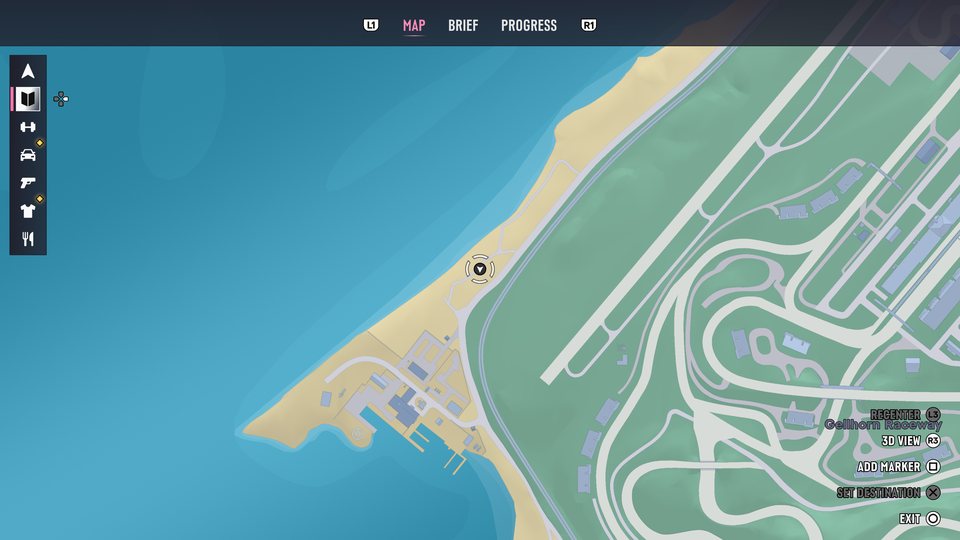 L1 MAP BRIEF PROGRESS R1
RECENTER L3
Gellhorn Raceway
3D VIEW R3
ADD MARKER
SET DESTINATION
EXIT